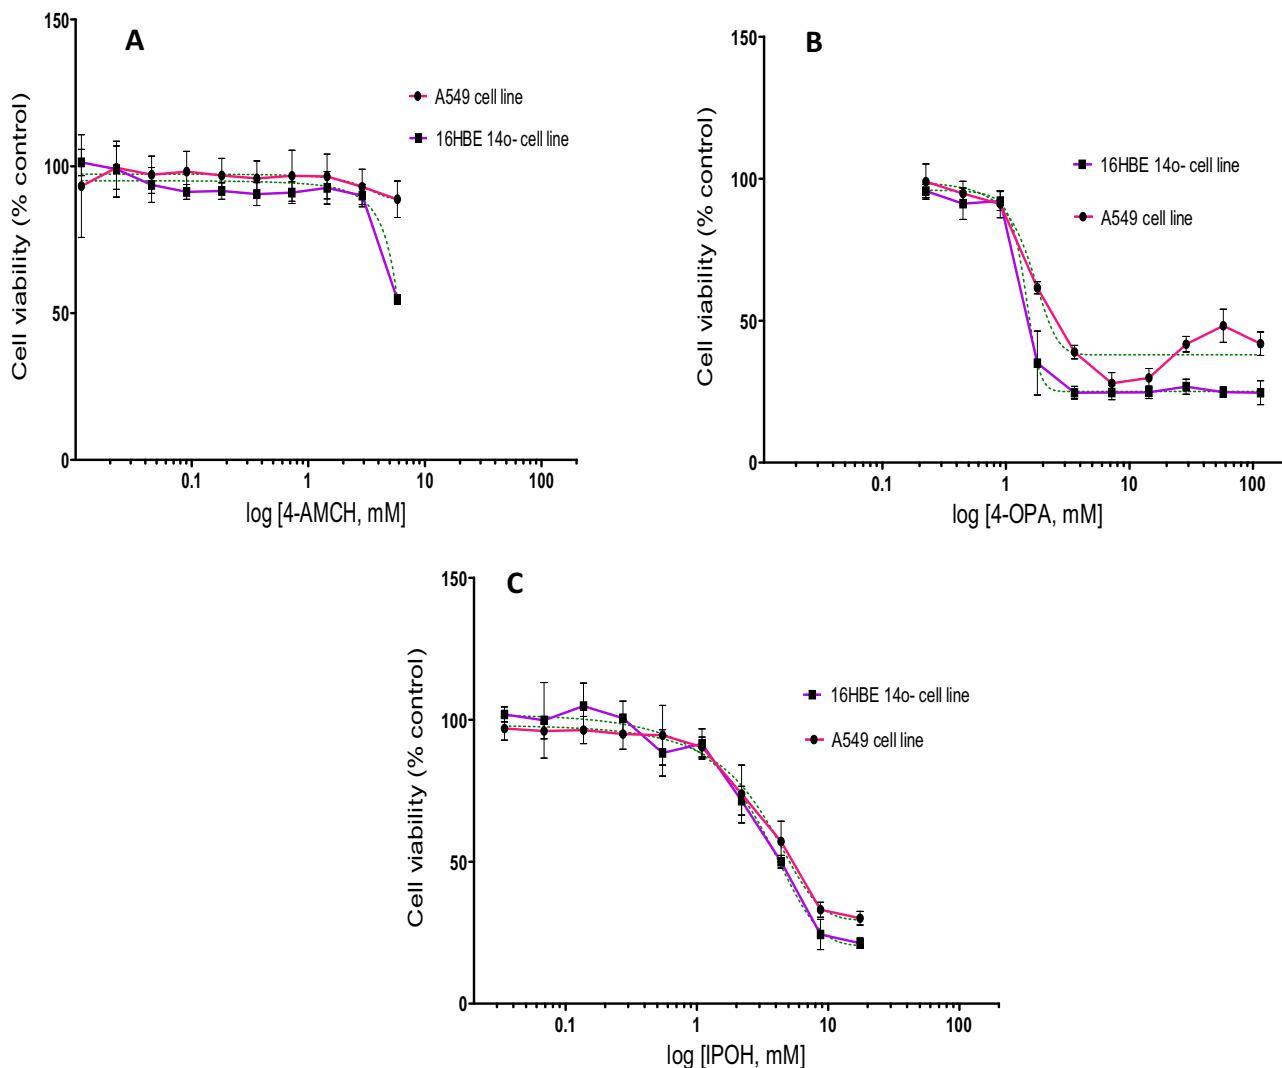 A
150
100
50
0
Cell viability (% control)
A549 cell line
16HBE 14o- cell line
0.1
1
10
100
log [4-AMCH, mM]
B
150
100
50
0
Cell viability (% control)
16HBE 14o- cell line
A549 cell line
0.1
1
10
100
log [4-OPA, mM]
C
150
100
50
0
Cell viability (% control)
16HBE 14o- cell line
A549 cell line
0.1
1
10
100
log [IPOH, mM]